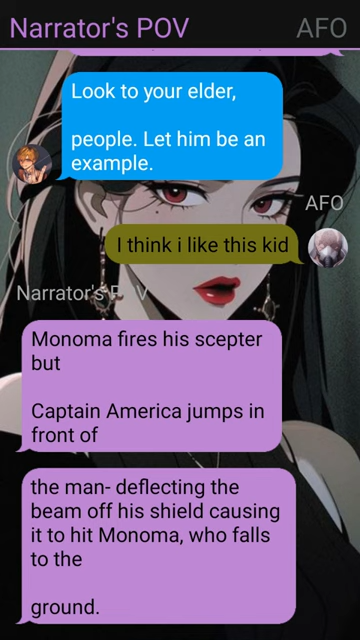 Narrator's POV
AFO
Look to your elder,
people. Let him be an
example.
AFO
I think i like this kid
Narrator's POV
Monoma fires his scepter
but
Captain America jumps in
front of
the man- deflecting the
beam off his shield causing
it to hit Monoma, who falls
to the
ground.